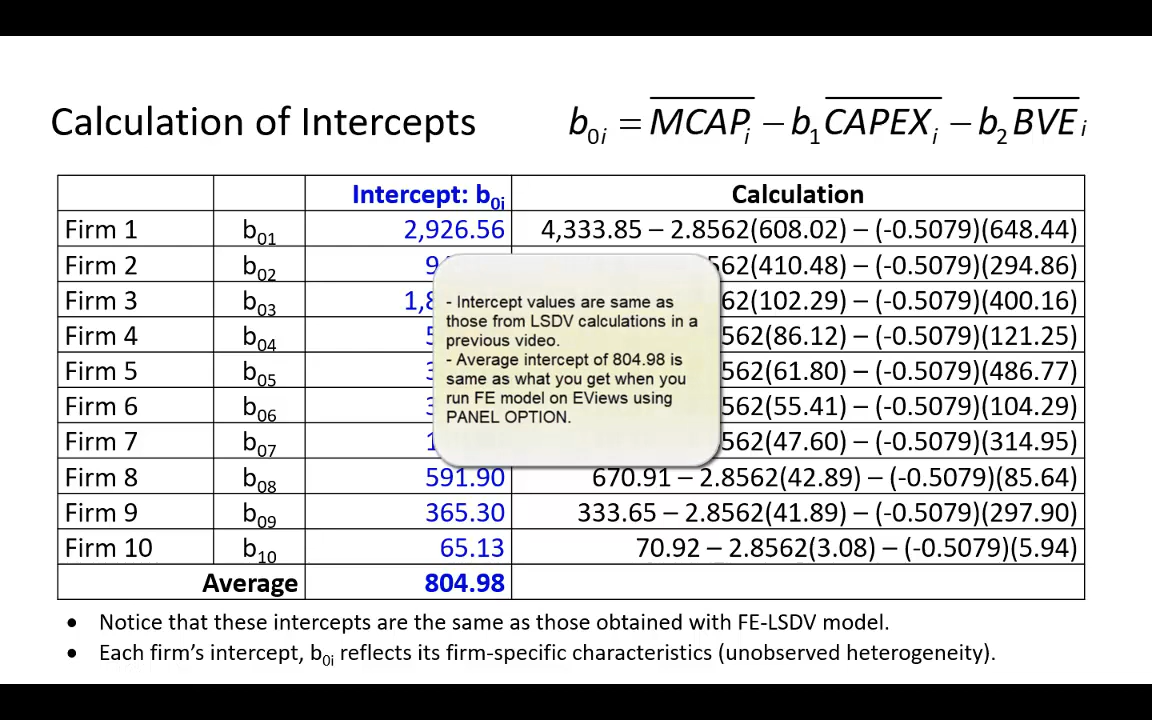 Calculation of Intercepts
b0i = MCAPi − b1CAPEXi − b2BVEi
Intercept: b0i Calculation
Firm 1 b01 2,926.56 4,333.85 − 2.8562(608.02) − (-0.5079)(648.44)
Firm 2 b02 562(410.48) − (-0.5079)(294.86)
Firm 3 b03 62(102.29) − (-0.5079)(400.16)
Firm 4 b04 562(86.12) − (-0.5079)(121.25)
Firm 5 b05 562(61.80) − (-0.5079)(486.77)
Firm 6 b06 562(55.41) − (-0.5079)(104.29)
Firm 7 b07 562(47.60) − (-0.5079)(314.95)
Firm 8 b08 591.90 670.91 − 2.8562(42.89) − (-0.5079)(85.64)
Firm 9 b09 365.30 333.65 − 2.8562(41.89) − (-0.5079)(297.90)
Firm 10 b10 65.13 70.92 − 2.8562(3.08) − (-0.5079)(5.94)
Average 804.98
- Intercept values are same as
those from LSDV calculations in a
previous video.
- Average intercept of 804.98 is
same as what you get when you
run FE model on EViews using
PANEL OPTION.
• Notice that these intercepts are the same as those obtained with FE-LSDV model.
• Each firm's intercept, b0i reflects its firm-specific characteristics (unobserved heterogeneity).